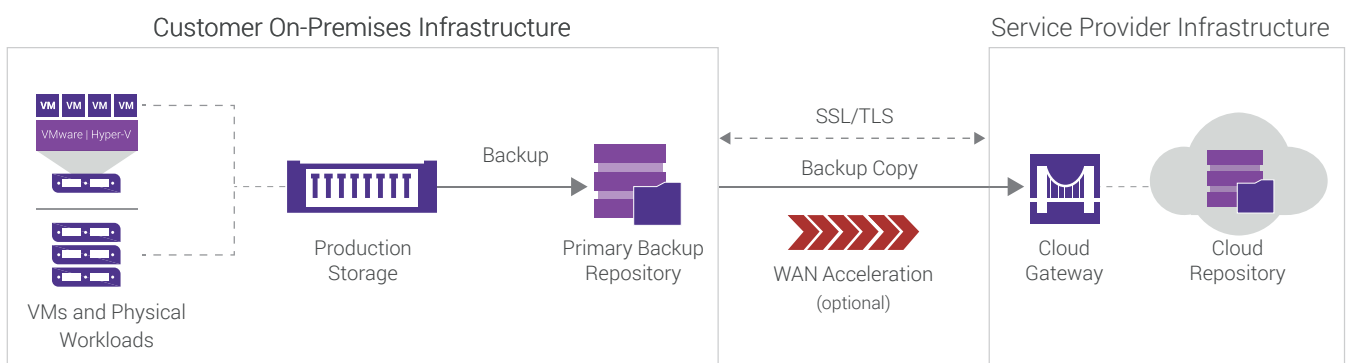 Customer On-Premises Infrastructure
Service Provider Infrastructure
VM VM VM VM
VMware | Hyper-V
SSL/TLS
Backup
Backup Copy
Production
Storage
Primary Backup
Repository
WAN Acceleration
(optional)
Cloud
Gateway
Cloud
Repository
VMs and Physical
Workloads